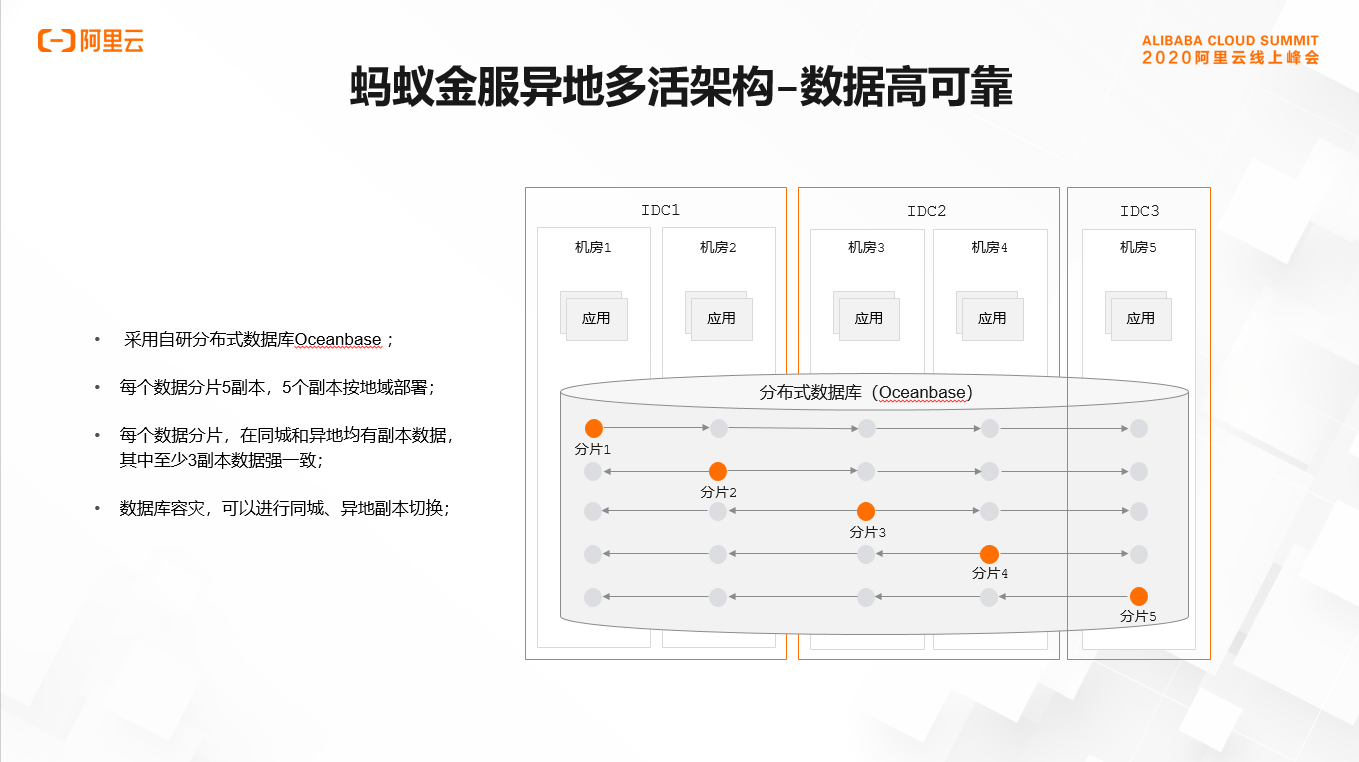 阿里云
ALIBABA CLOUD SUMMIT
2020阿里云线上峰会
蚂蚁金服异地多活架构-数据高可靠
• 采用自研分布式数据库Oceanbase ；
• 每个数据分片5副本，5个副本按地域部署；
• 每个数据分片，在同城和异地均有副本数据，
其中至少3副本数据强一致；
• 数据库容灾，可以进行同城、异地副本切换；
IDC1 IDC2 IDC3
机房1 机房2 机房3 机房4 机房5
应用 应用 应用 应用 应用
分布式数据库（Oceanbase）
分片1
分片2
分片3
分片4
分片5